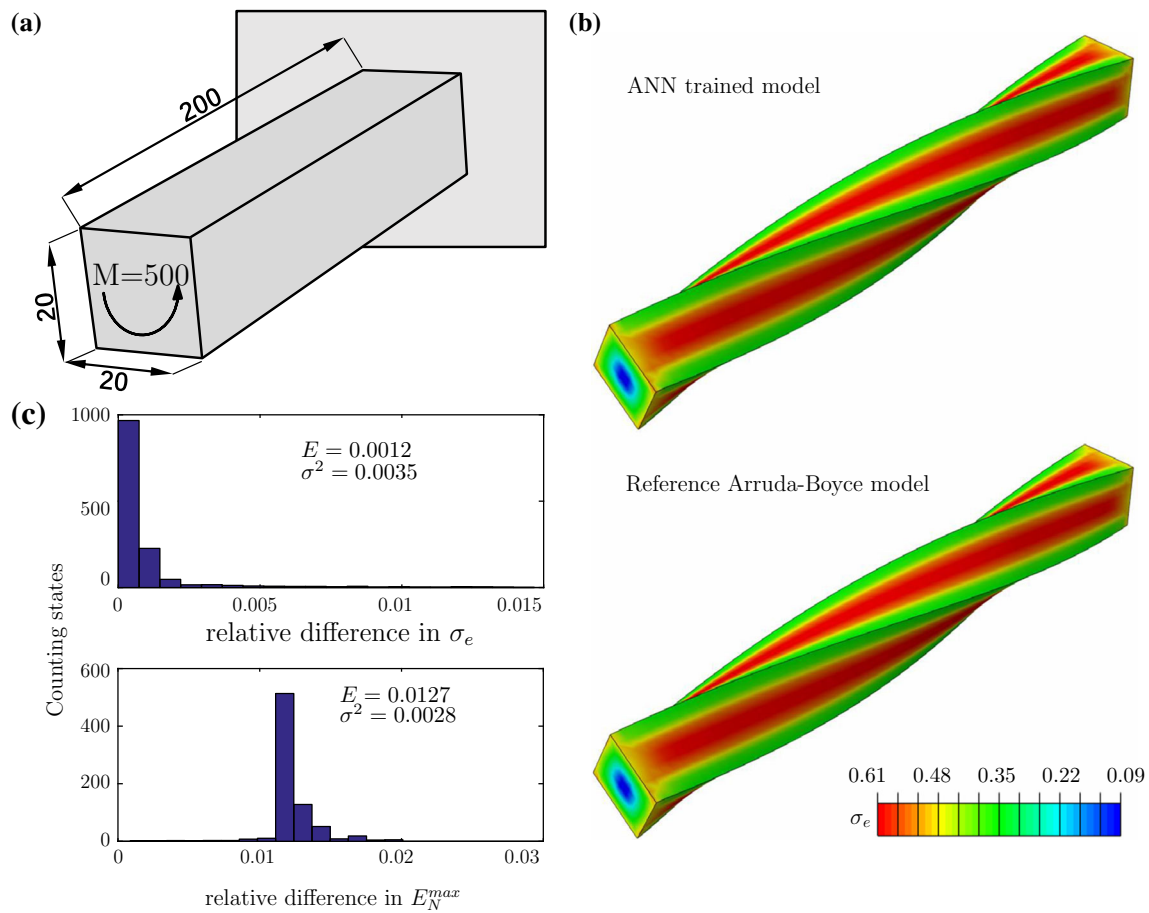 (a)
200
M=500
20
20
(b)
ANN trained model
Reference Arruda-Boyce model
0.61 0.48 0.35 0.22 0.09
σ_e
(c)
Counting states
1000
500
0
E = 0.0012
σ² = 0.0035
0 0.005 0.01 0.015
relative difference in σ_e
600
400
200
0
E = 0.0127
σ² = 0.0028
0 0.01 0.02 0.03
relative difference in E_N^{max}